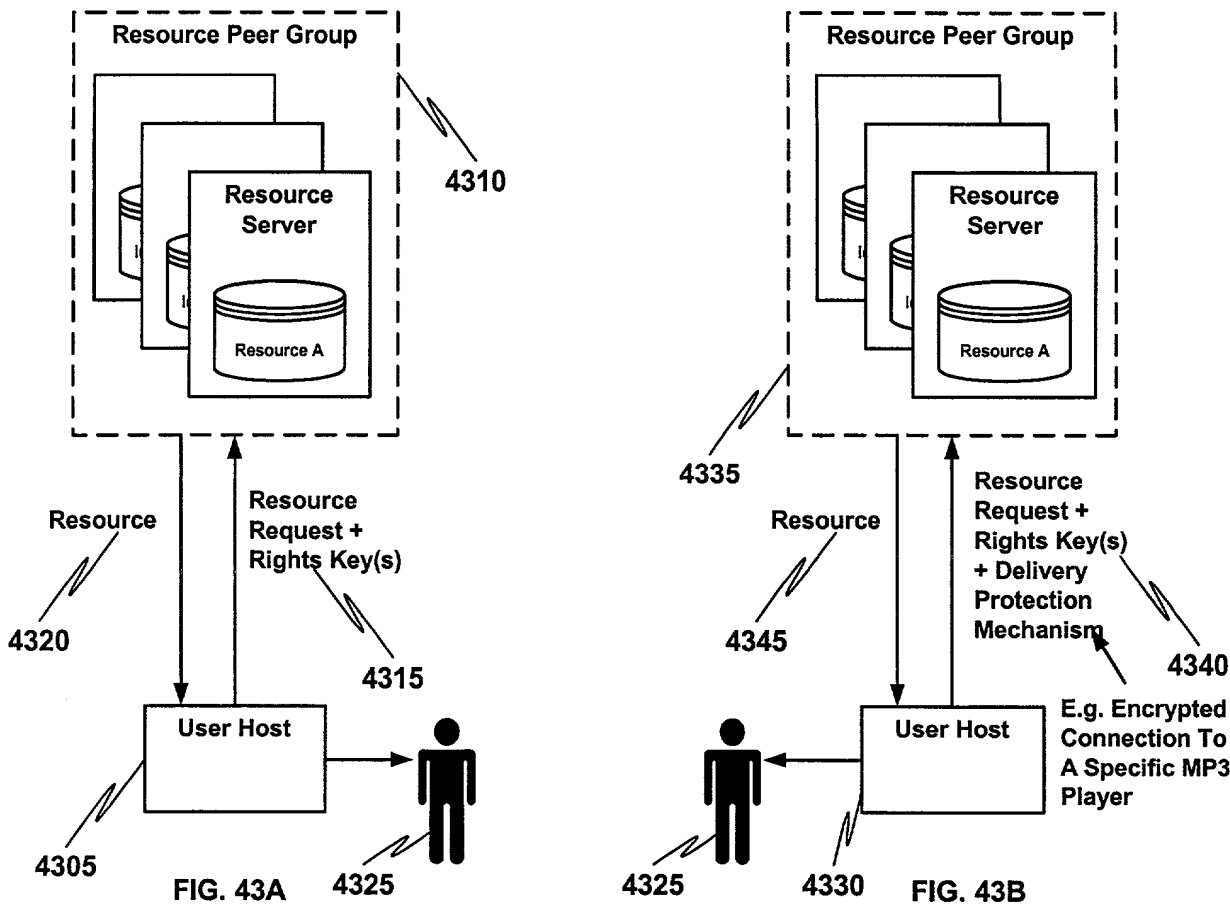 Resource Peer Group
Resource
Server
Resource A
4310
Resource
Resource
Request +
Rights Key(s)
4320
4315
User Host
4305
4325
FIG. 43A
Resource Peer Group
Resource
Server
Resource A
4335
Resource
Resource
Request +
Rights Key(s)
+ Delivery
Protection
Mechanism
4345
4340
E.g. Encrypted
Connection To
A Specific MP3
Player
User Host
4325
4330
FIG. 43B